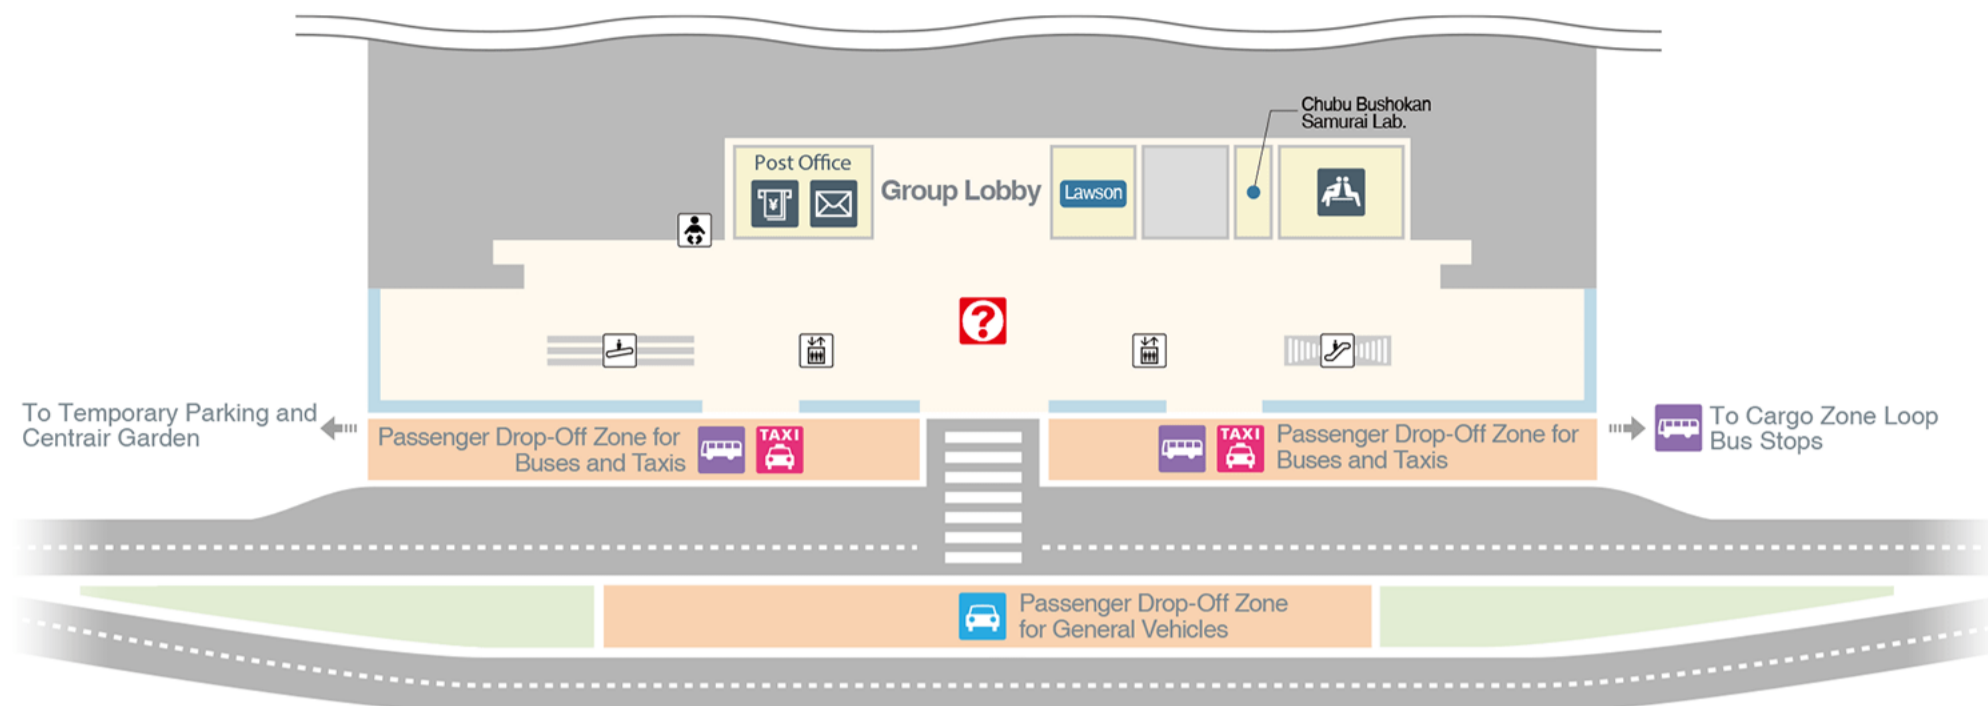 Chubu Bushokan
Samurai Lab.
Post Office
¥
Group Lobby
Lawson
?
To Temporary Parking and
Centrair Garden
Passenger Drop-Off Zone for
Buses and Taxis
TAXI
TAXI
Passenger Drop-Off Zone for
Buses and Taxis
To Cargo Zone Loop
Bus Stops
Passenger Drop-Off Zone
for General Vehicles